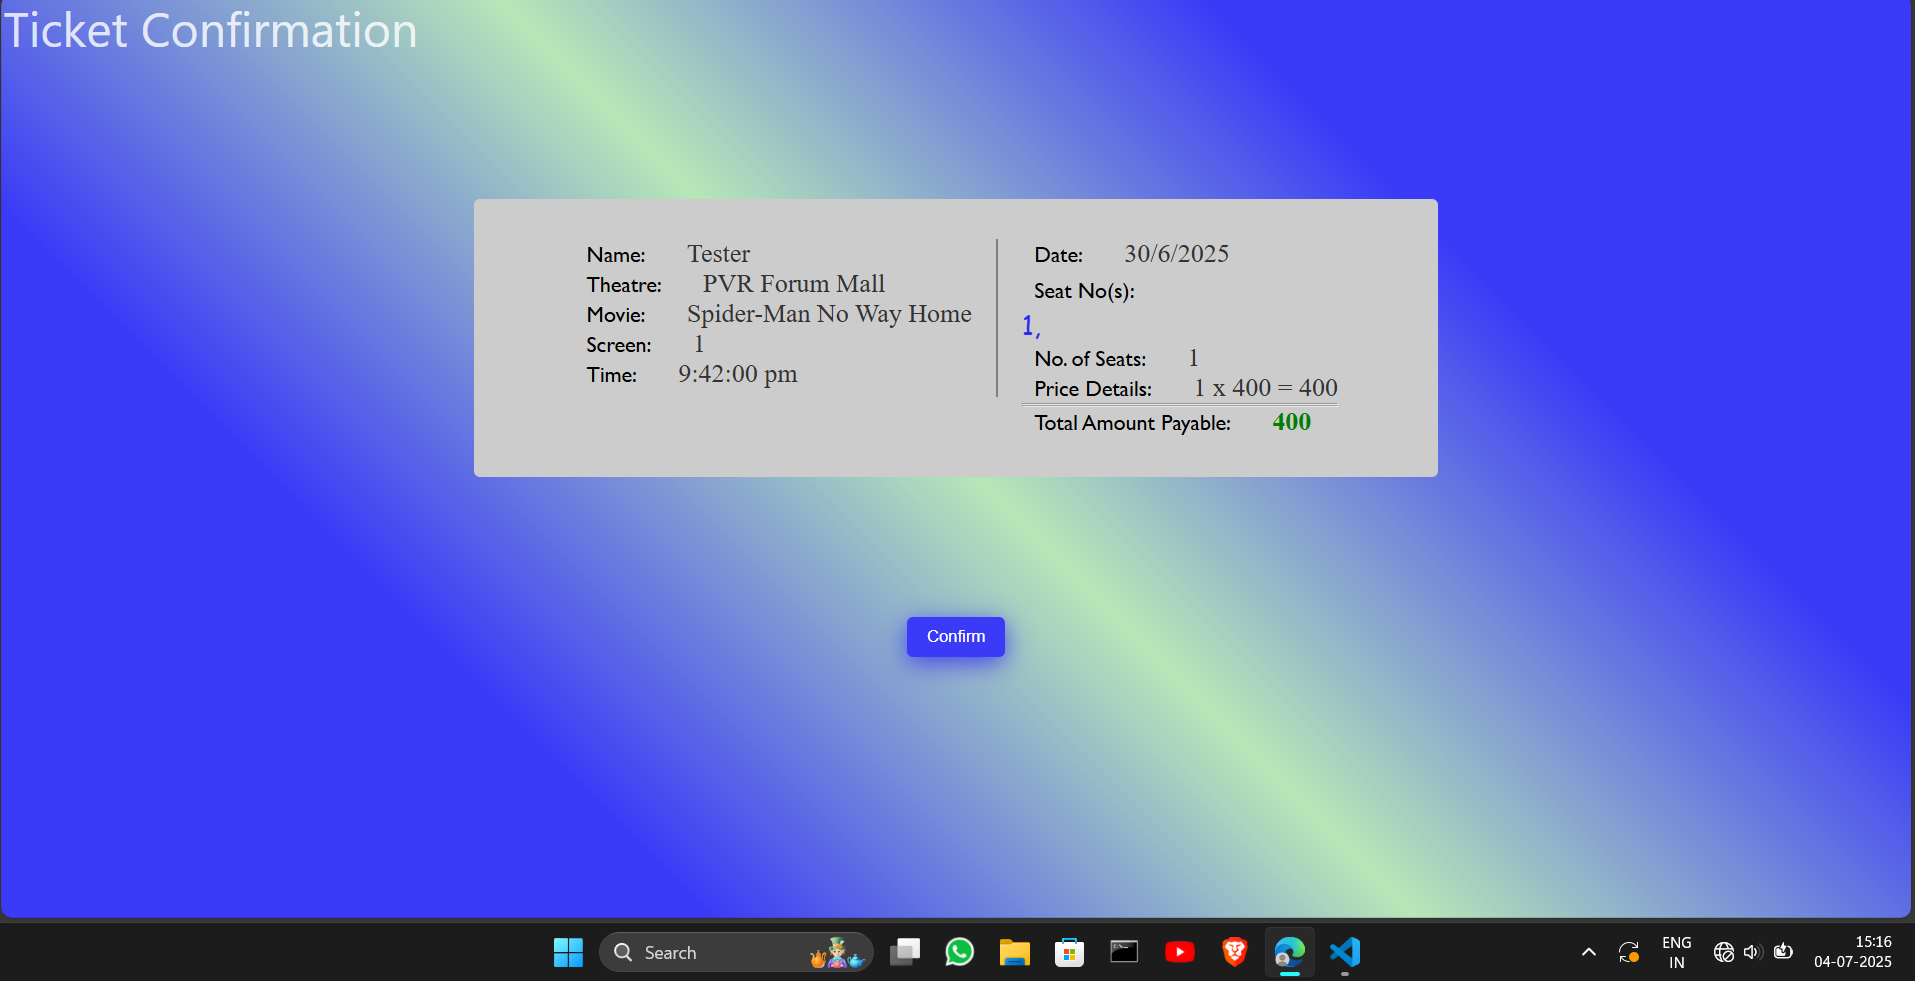 Ticket Confirmation
Name: Tester
Theatre: PVR Forum Mall
Movie: Spider-Man No Way Home
Screen: 1
Time: 9:42:00 pm
Date: 30/6/2025
Seat No(s):
1,
No. of Seats: 1
Price Details: 1 x 400 = 400
Total Amount Payable: 400
Confirm
Search
ENG
IN
15:16
04-07-2025